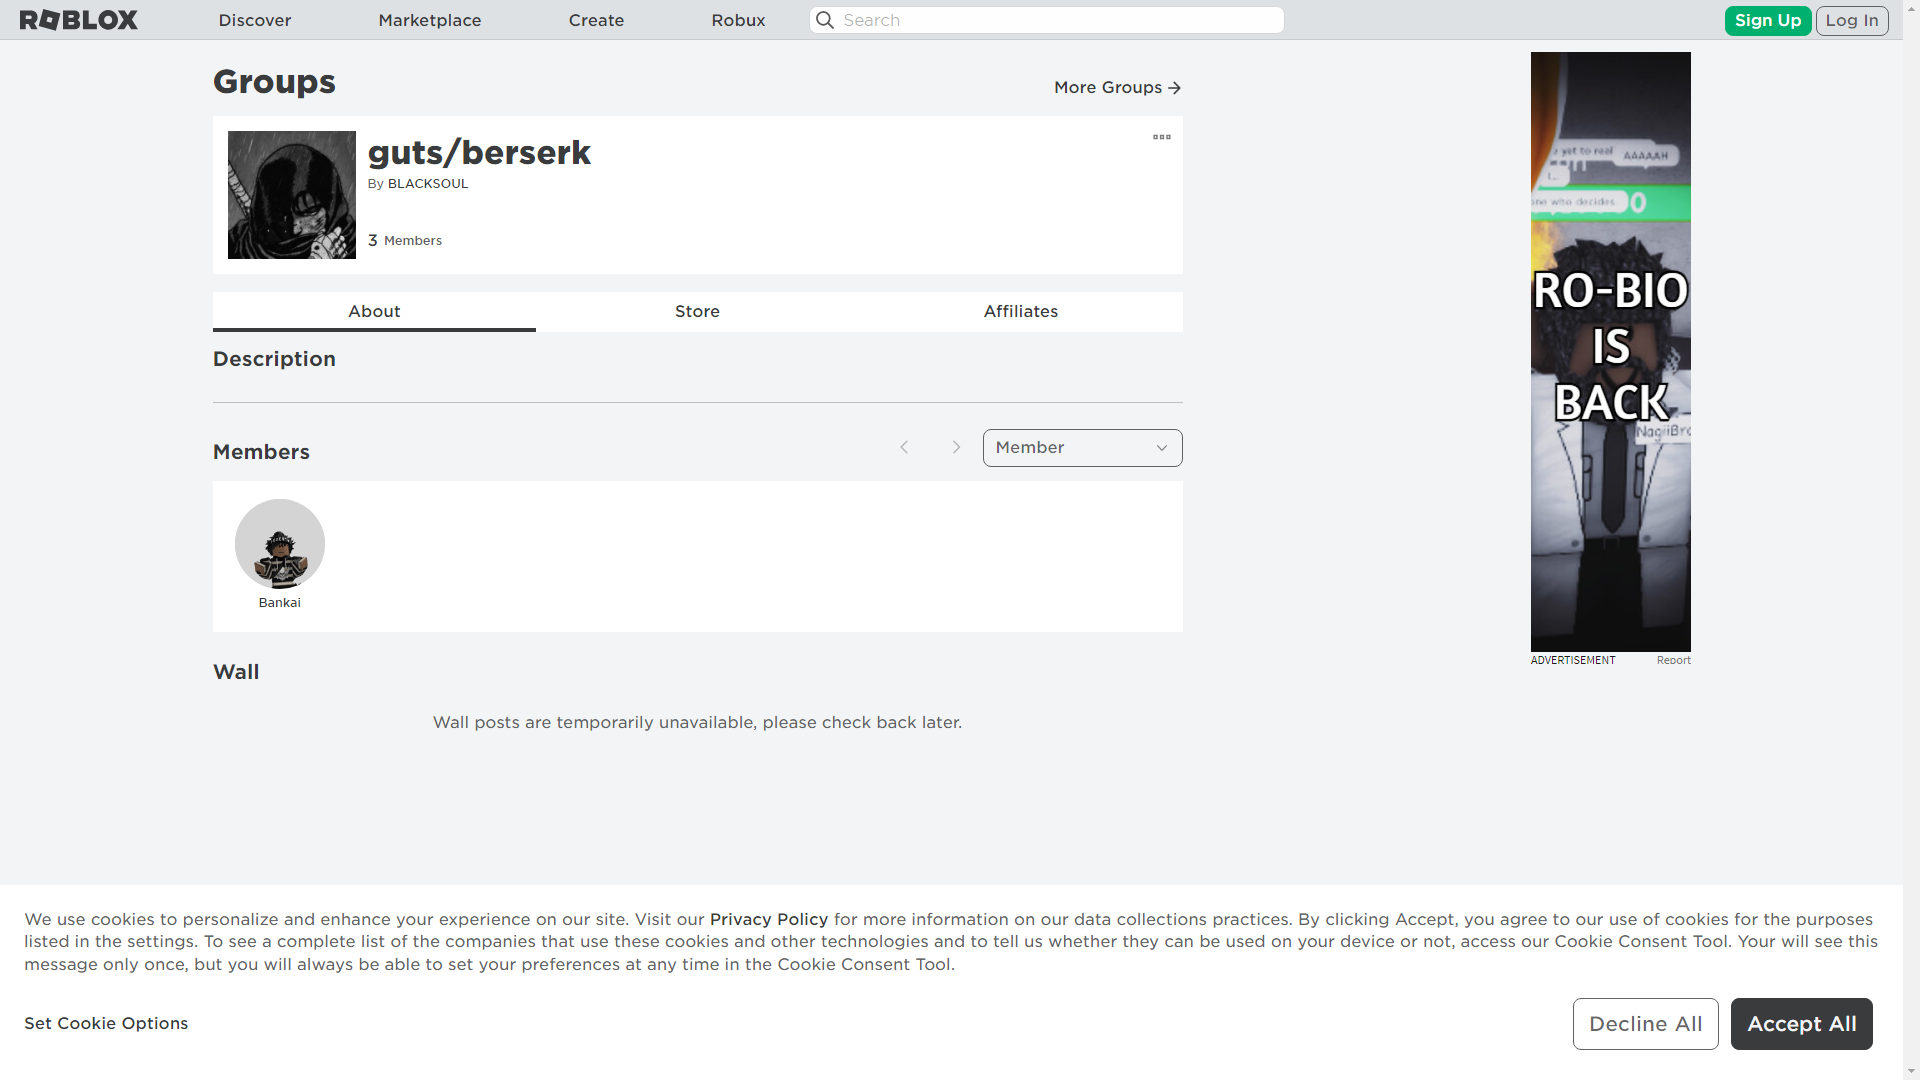 ROBLOX Discover Marketplace Create Robux Search Sign Up Log In
Groups
More Groups
guts/berserk
By BLACKSOUL
3 Members
About Store Affiliates
Description
Members
Member
Bankai
Wall
Wall posts are temporarily unavailable, please check back later.
yet to real
AAAAAH
one who decides.
RO-BIO
IS
BACK
ADVERTISEMENT Report
We use cookies to personalize and enhance your experience on our site. Visit our Privacy Policy for more information on our data collections practices. By clicking Accept, you agree to our use of cookies for the purposes
listed in the settings. To see a complete list of the companies that use these cookies and other technologies and to tell us whether they can be used on your device or not, access our Cookie Consent Tool. Your will see this
message only once, but you will always be able to set your preferences at any time in the Cookie Consent Tool.
Set Cookie Options
Decline All
Accept All